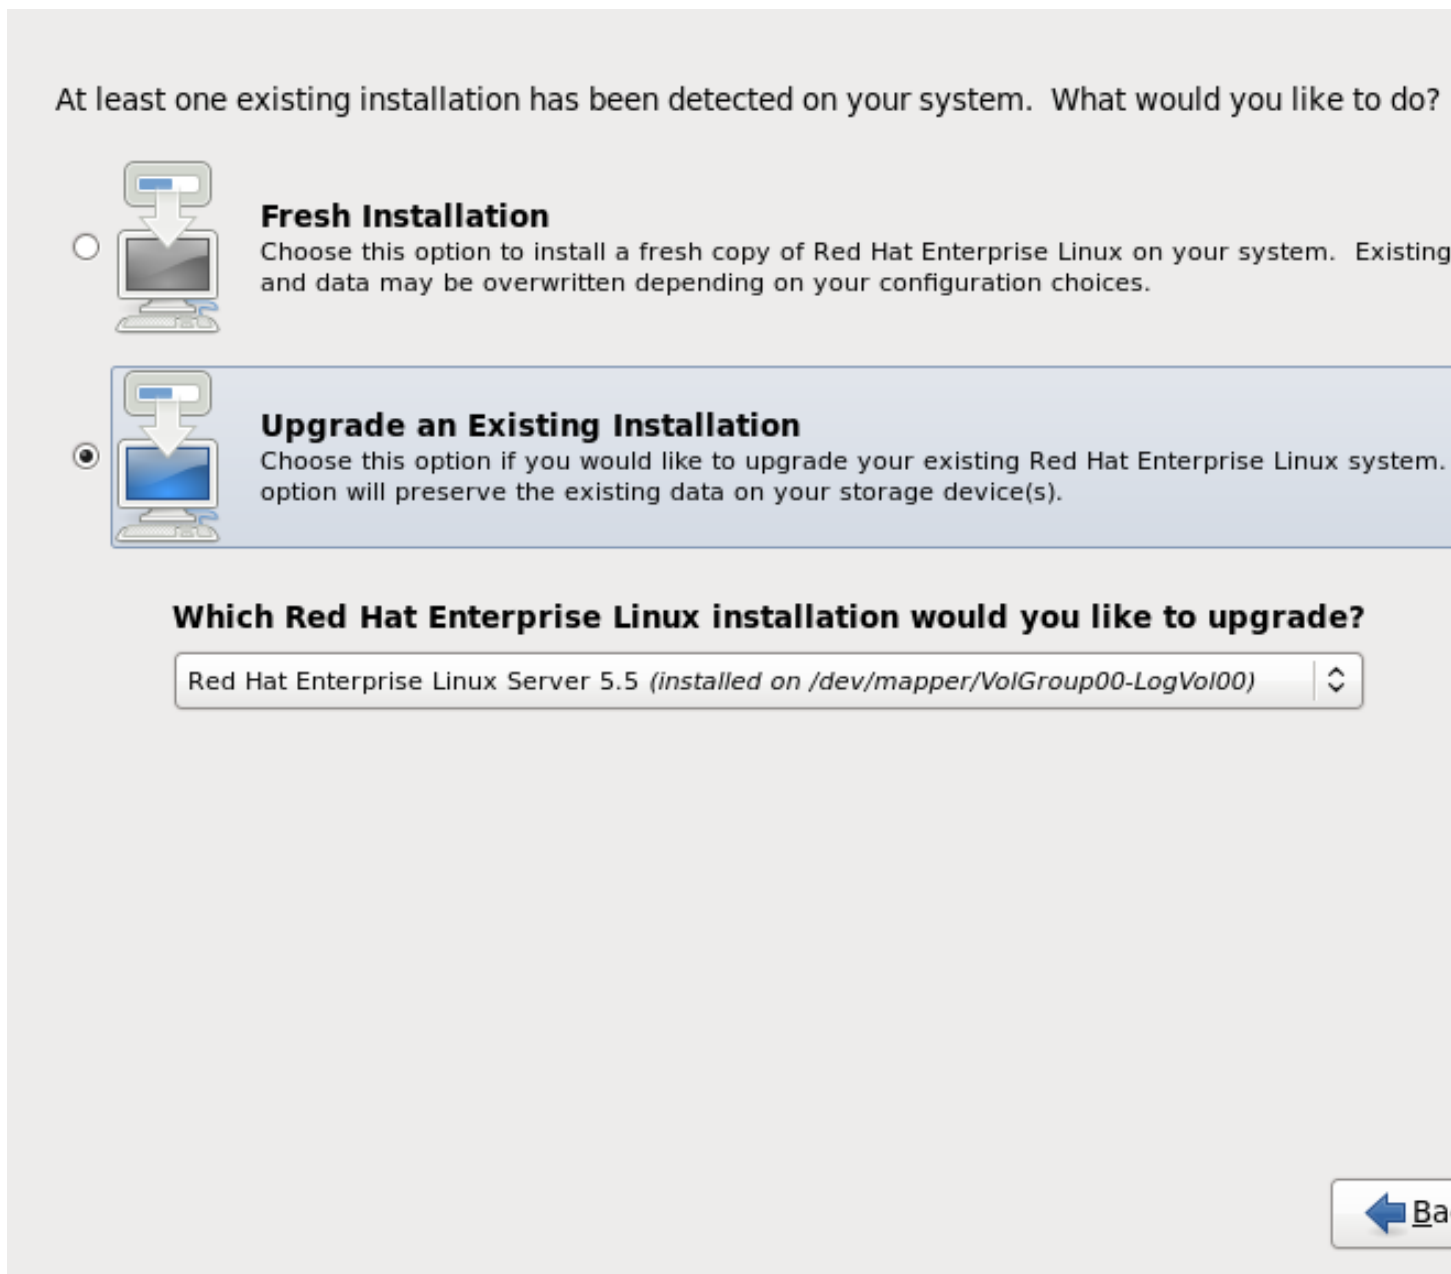 At least one existing installation has been detected on your system.  What would you like to do?
Fresh Installation
Choose this option to install a fresh copy of Red Hat Enterprise Linux on your system.  Existing
and data may be overwritten depending on your configuration choices.
Upgrade an Existing Installation
Choose this option if you would like to upgrade your existing Red Hat Enterprise Linux system.
option will preserve the existing data on your storage device(s).
Which Red Hat Enterprise Linux installation would you like to upgrade?
Red Hat Enterprise Linux Server 5.5 (installed on /dev/mapper/VolGroup00-LogVol00)
Ba